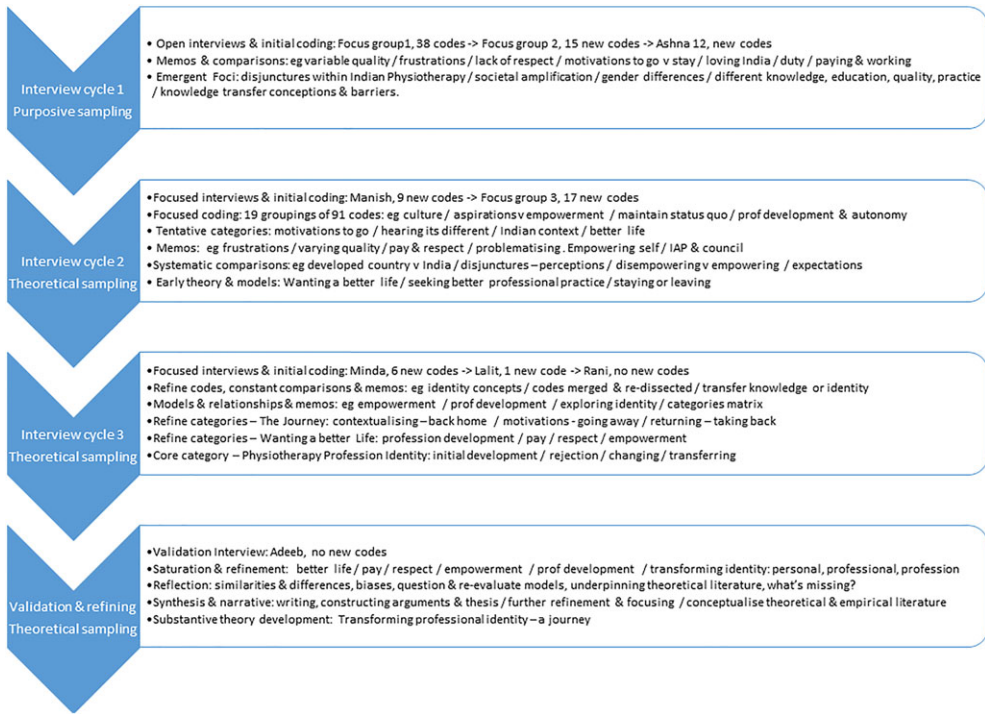 Interview cycle 1
Purposive sampling
• Open interviews & initial coding: Focus group1, 38 codes -> Focus group 2, 15 new codes -> Ashna 12, new codes
• Memos & comparisons: eg variable quality / frustrations / lack of respect / motivations to go v stay / loving India / duty / paying & working
• Emergent Foci: disjunctures within Indian Physiotherapy / societal amplification / gender differences / different knowledge, education, quality, practice
/ knowledge transfer conceptions & barriers.
Interview cycle 2
Theoretical sampling
•Focused interviews & initial coding: Manish, 9 new codes -> Focus group 3, 17 new codes
•Focused coding: 19 groupings of 91 codes: eg culture / aspirations v empowerment / maintain status quo / prof development & autonomy
•Tentative categories: motivations to go / hearing its different / Indian context / better life
• Memos: eg frustrations / varying quality / pay & respect / problematising. Empowering self / IAP & council
•Systematic comparisons: eg developed country v India / disjunctures – perceptions / disempowering v empowering / expectations
• Early theory & models: Wanting a better life / seeking better professional practice / staying or leaving
Interview cycle 3
Theoretical sampling
•Focused interviews & initial coding: Minda, 6 new codes -> Lalit, 1 new code -> Rani, no new codes
•Refine codes, constant comparisons & memos: eg identity concepts / codes merged & re-dissected / transfer knowledge or identity
•Models & relationships & memos: eg empowerment / prof development / exploring identity / categories matrix
•Refine categories – The Journey: contextualising – back home / motivations - going away / returning – taking back
•Refine categories – Wanting a better Life: profession development / pay / respect / empowerment
•Core category – Physiotherapy Profession Identity: initial development / rejection / changing / transferring
Validation & refining
Theoretical sampling
•Validation Interview: Adeeb, no new codes
•Saturation & refinement: better life / pay / respect / empowerment / prof development / transforming identity: personal, professional, profession
•Reflection: similarities & differences, biases, question & re-evaluate models, underpinning theoretical literature, what's missing?
•Synthesis & narrative: writing, constructing arguments & thesis / further refinement & focusing / conceptualise theoretical & empirical literature
•Substantive theory development: Transforming professional identity – a journey